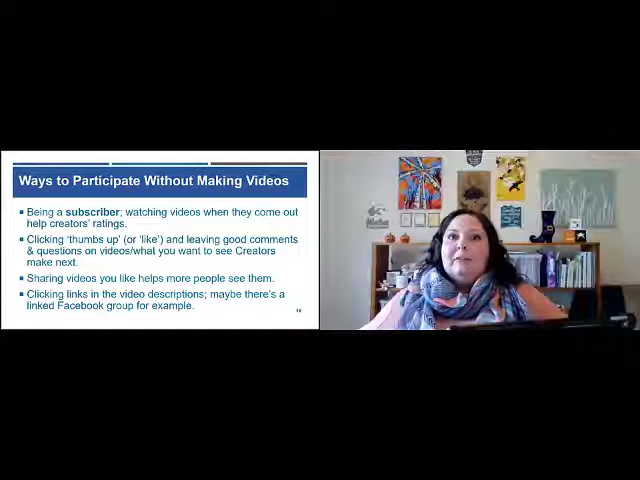 Ways to Participate Without Making Videos
Being a subscriber; watching videos when they come out
help creators' ratings.
Clicking 'thumbs up' (or 'like') and leaving good comments
& questions on videos/what you want to see Creators
make next.
Sharing videos you like helps more people see them.
Clicking links in the video descriptions; maybe there's a
linked Facebook group for example.